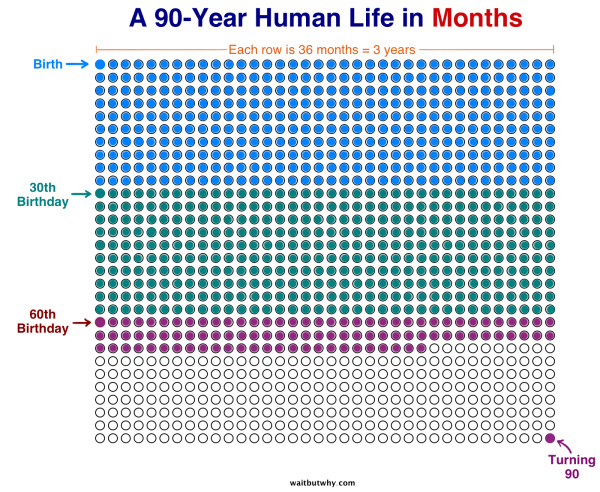 A 90-Year Human Life in Months
Each row is 36 months = 3 years
Birth
30th
Birthday
60th
Birthday
Turning
90
waitbutwhy.com